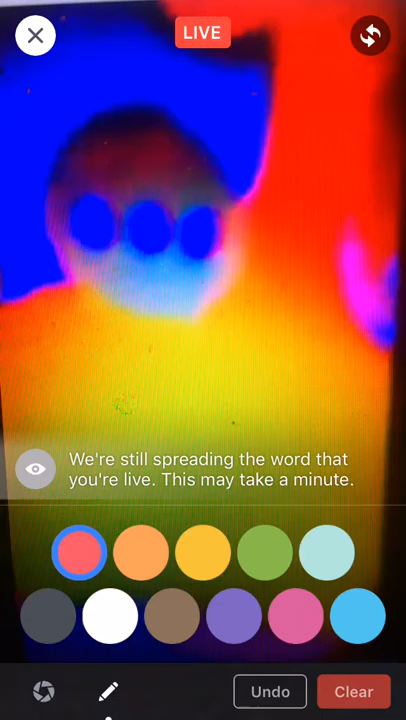 LIVE
We're still spreading the word that
you're live. This may take a minute.
Undo
Clear